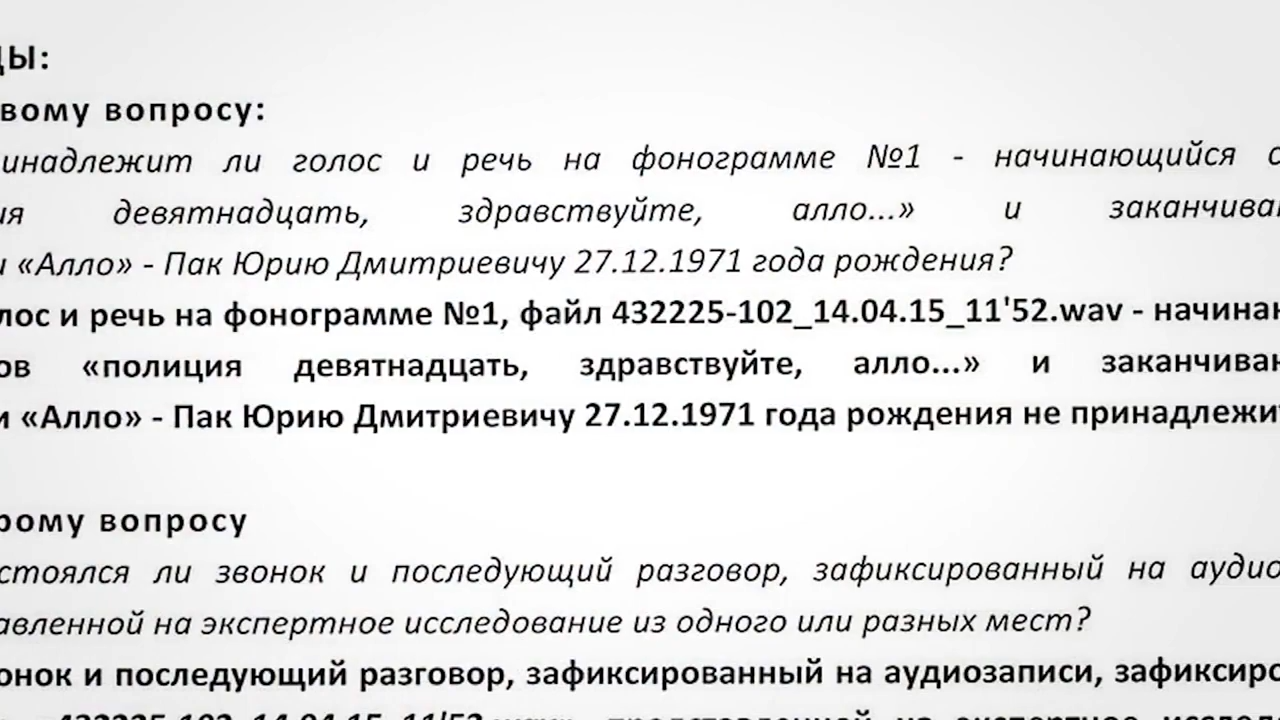 ДЫ:
вому вопросу:
инадлежит ли голос и речь на фонограмме №1 - начинающийся с
ия девятнадцать, здравствуйте, алло...» и заканчива
и «Алло» - Пак Юрию Дмитриевичу 27.12.1971 года рождения?
лос и речь на фонограмме №1, файл 432225-102_14.04.15_11'52.wav - начина
ов «полиция девятнадцать, здравствуйте, алло...» и заканчива
и «Алло» - Пак Юрию Дмитриевичу 27.12.1971 года рождения не принадлежит
рому вопросу
стоялся ли звонок и последующий разговор, зафиксированный на аудио
авленной на экспертное исследование из одного или разных мест?
онок и последующий разговор, зафиксированный на аудиозаписи, зафиксиро